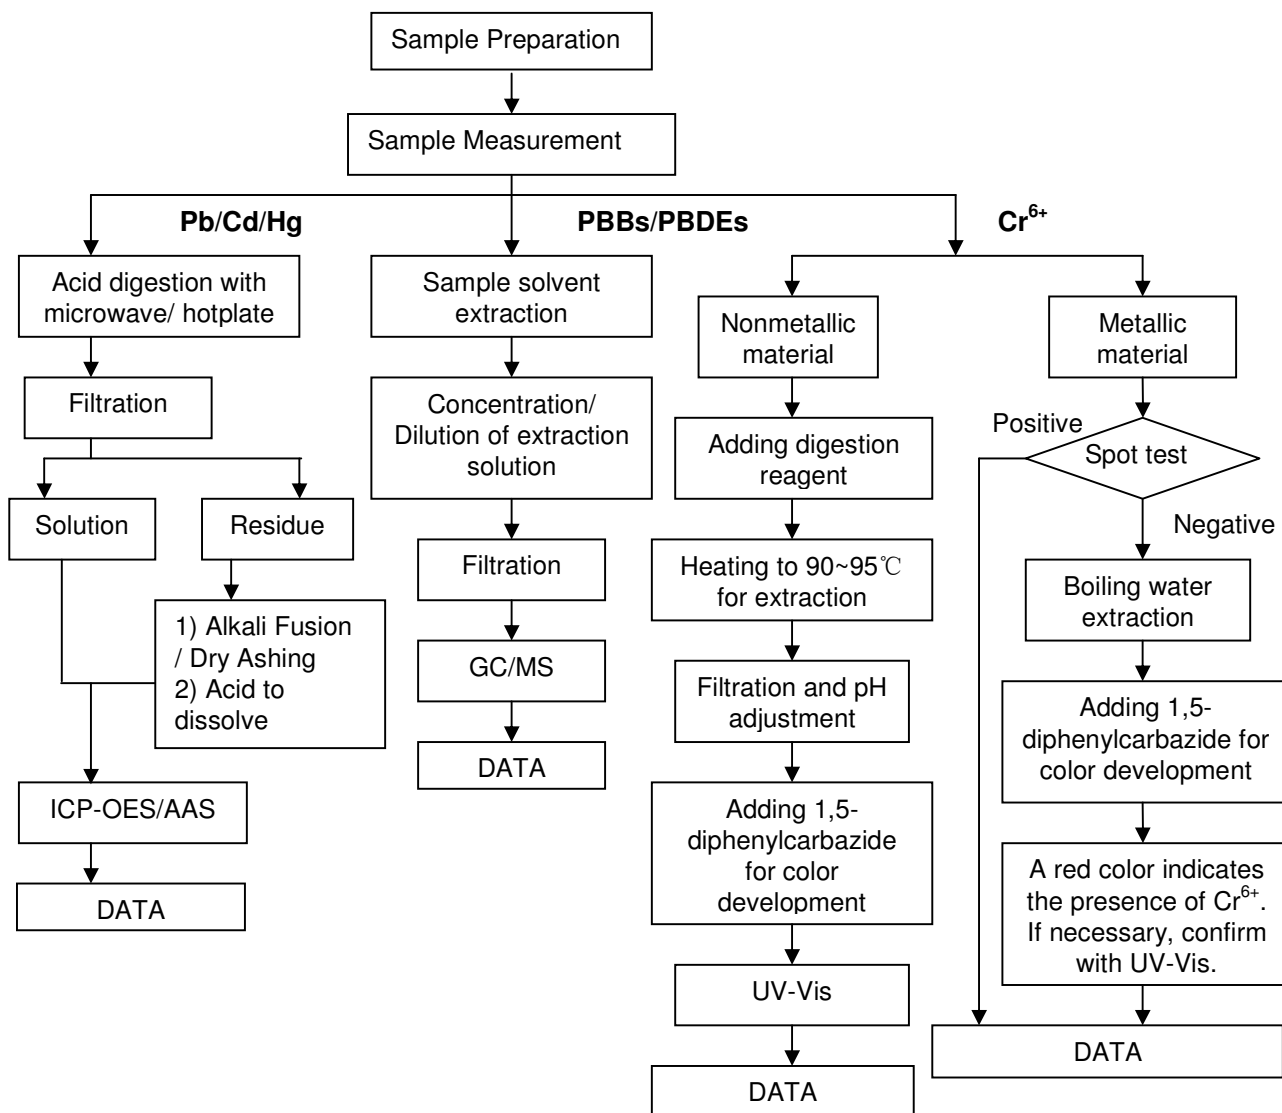 Sample Preparation
Sample Measurement
Pb/Cd/Hg
PBBs/PBDEs
Cr⁶⁺
Acid digestion with
microwave/ hotplate
Filtration
Solution
Residue
1) Alkali Fusion
/ Dry Ashing
2) Acid to
dissolve
ICP-OES/AAS
DATA
Sample solvent
extraction
Concentration/
Dilution of extraction
solution
Filtration
GC/MS
DATA
Nonmetallic
material
Adding digestion
reagent
Heating to 90~95℃
for extraction
Filtration and pH
adjustment
Adding 1,5-
diphenylcarbazide
for color
development
UV-Vis
DATA
Metallic
material
Positive
Spot test
Negative
Boiling water
extraction
Adding 1,5-
diphenylcarbazide for
color development
A red color indicates
the presence of Cr⁶⁺.
If necessary, confirm
with UV-Vis.
DATA